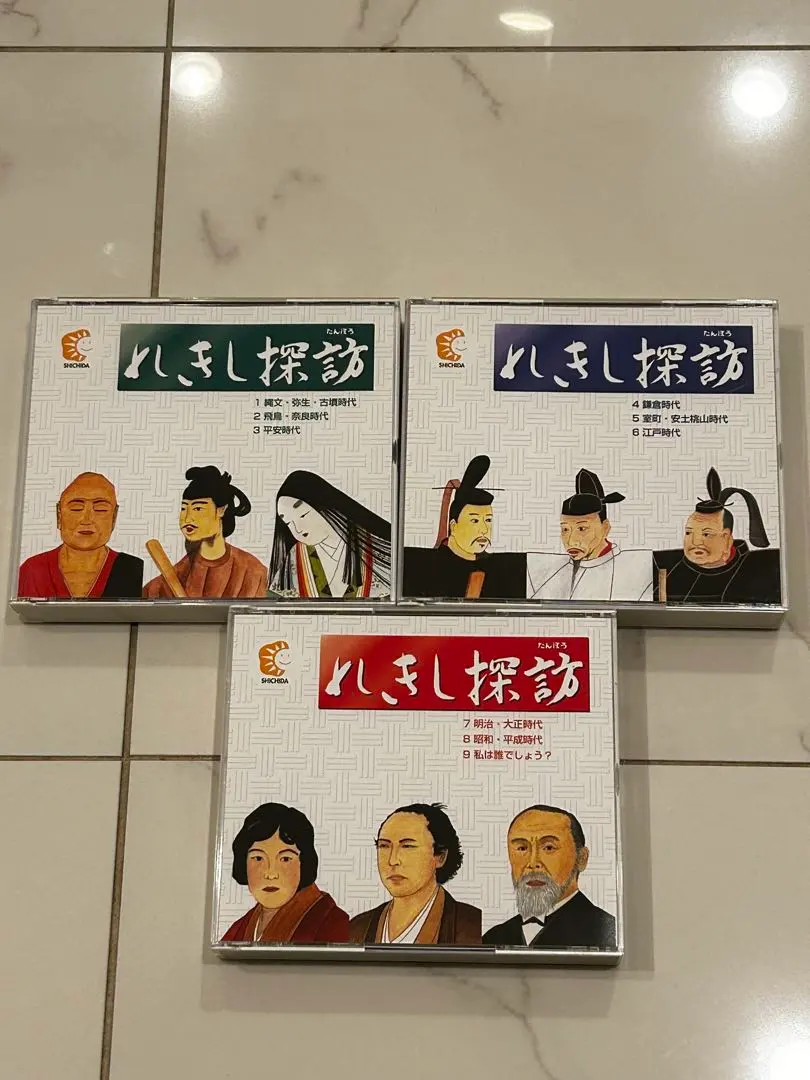 SHICHIDA
たんぼう
れきし探訪
1 縄文・弥生・古墳時代
2 飛鳥・奈良時代
3 平安時代
SHICHIDA
たんぼう
れきし探訪
4 鎌倉時代
5 室町・安土桃山時代
6 江戸時代
SHICHIDA
たんぼう
れきし探訪
7 明治・大正時代
8 昭和・平成時代
9 私は誰でしょう?